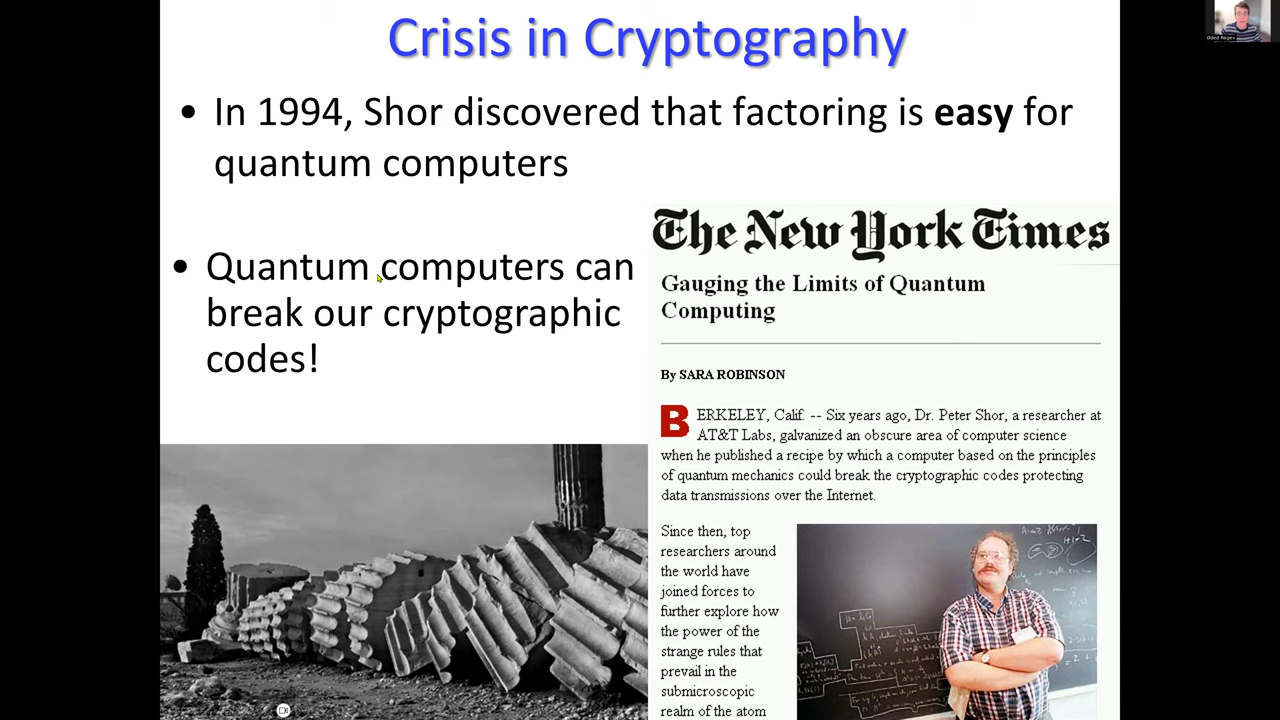 Crisis in Cryptography
Oded Regev
• In 1994, Shor discovered that factoring is easy for
quantum computers
• Quantum computers can
break our cryptographic
codes!
The New York Times
Gauging the Limits of Quantum
Computing
By SARA ROBINSON
BERKELEY, Calif. -- Six years ago, Dr. Peter Shor, a researcher at
AT&T Labs, galvanized an obscure area of computer science
when he published a recipe by which a computer based on the principles
of quantum mechanics could break the cryptographic codes protecting
data transmissions over the Internet.
Since then, top
researchers around
the world have
joined forces to
further explore how
the power of the
strange rules that
prevail in the
submicroscopic
realm of the atom